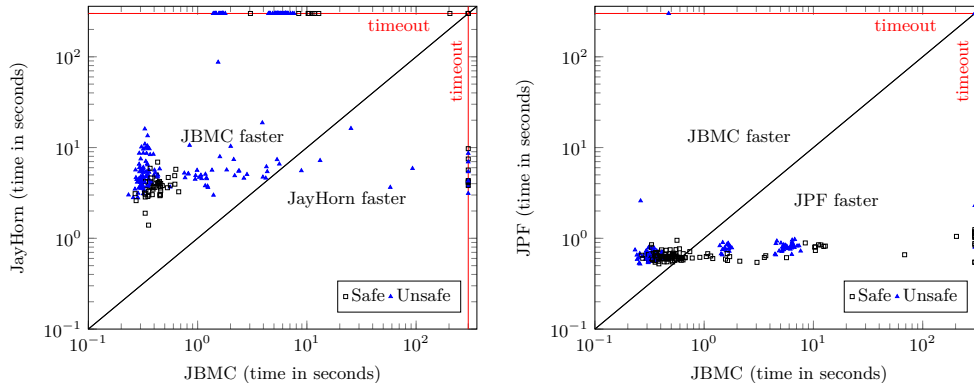 timeout
timeout
10^2
10^1
10^0
10^−1
JayHorn (time in seconds)
JBMC faster
JayHorn faster
Safe Unsafe
10^−1 10^0 10^1 10^2
JBMC (time in seconds)
timeout
timeout
10^2
10^1
10^0
10^−1
JPF (time in seconds)
JBMC faster
JPF faster
Safe Unsafe
10^−1 10^0 10^1 10^2
JBMC (time in seconds)